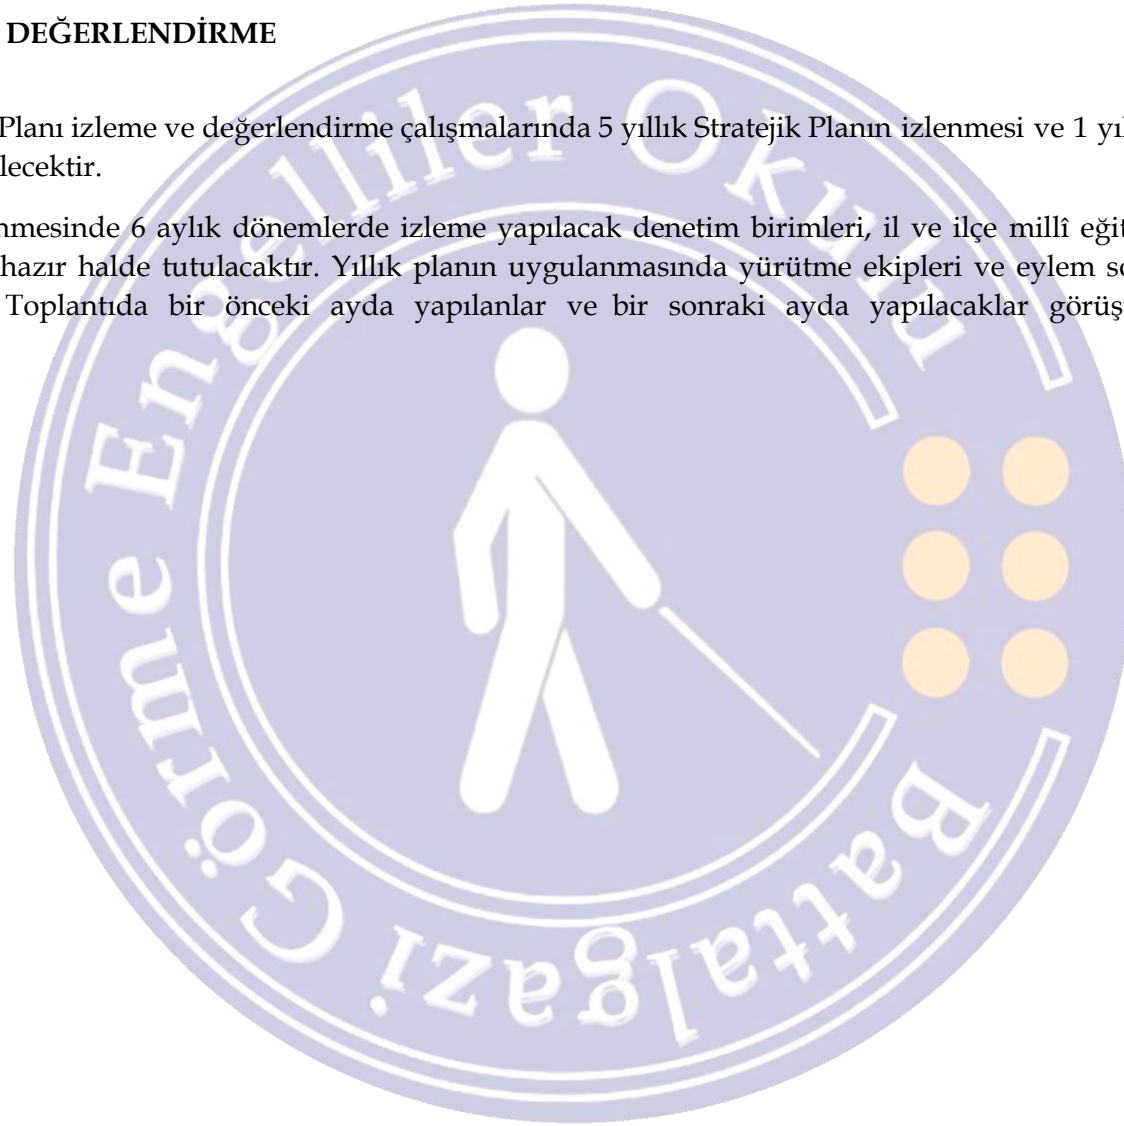 DEĞERLENDİRME
Planı izleme ve değerlendirme çalışmalarında 5 yıllık Stratejik Planın izlenmesi ve 1 yıl
lecektir.
nmesinde 6 aylık dönemlerde izleme yapılacak denetim birimleri, il ve ilçe millî eğit
hazır halde tutulacaktır. Yıllık planın uygulanmasında yürütme ekipleri ve eylem so
Toplantıda bir önceki ayda yapılanlar ve bir sonraki ayda yapılacaklar görüş
Battalgazi Görme Engelliler Okulu